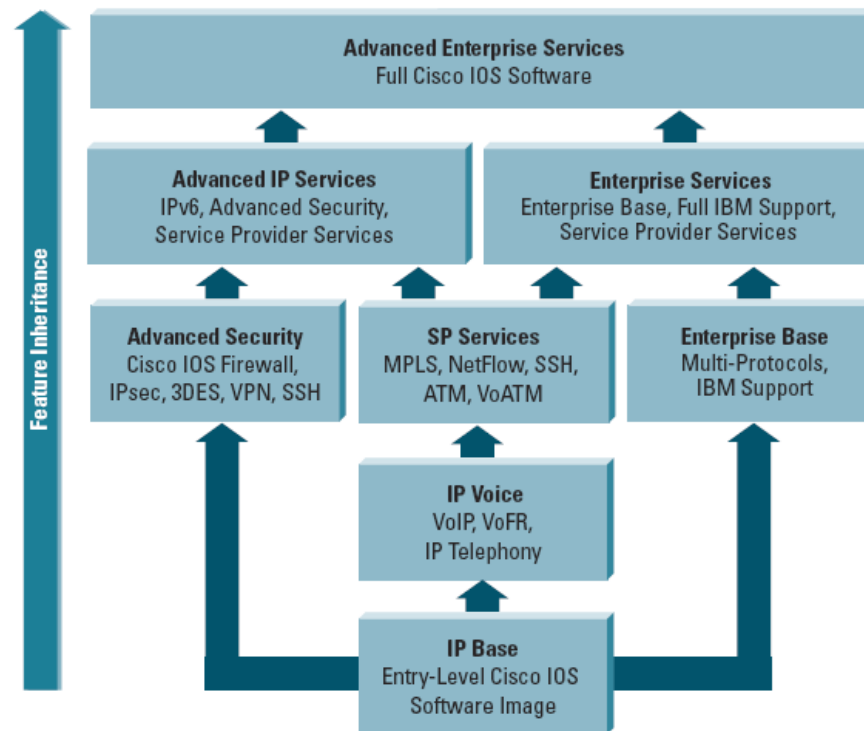 Advanced Enterprise Services
Full Cisco IOS Software
Advanced IP Services
IPv6, Advanced Security,
Service Provider Services
Enterprise Services
Enterprise Base, Full IBM Support,
Service Provider Services
Feature Inheritance
Advanced Security
Cisco IOS Firewall,
IPsec, 3DES, VPN, SSH
SP Services
MPLS, NetFlow, SSH,
ATM, VoATM
Enterprise Base
Multi-Protocols,
IBM Support
IP Voice
VoIP, VoFR,
IP Telephony
IP Base
Entry-Level Cisco IOS
Software Image